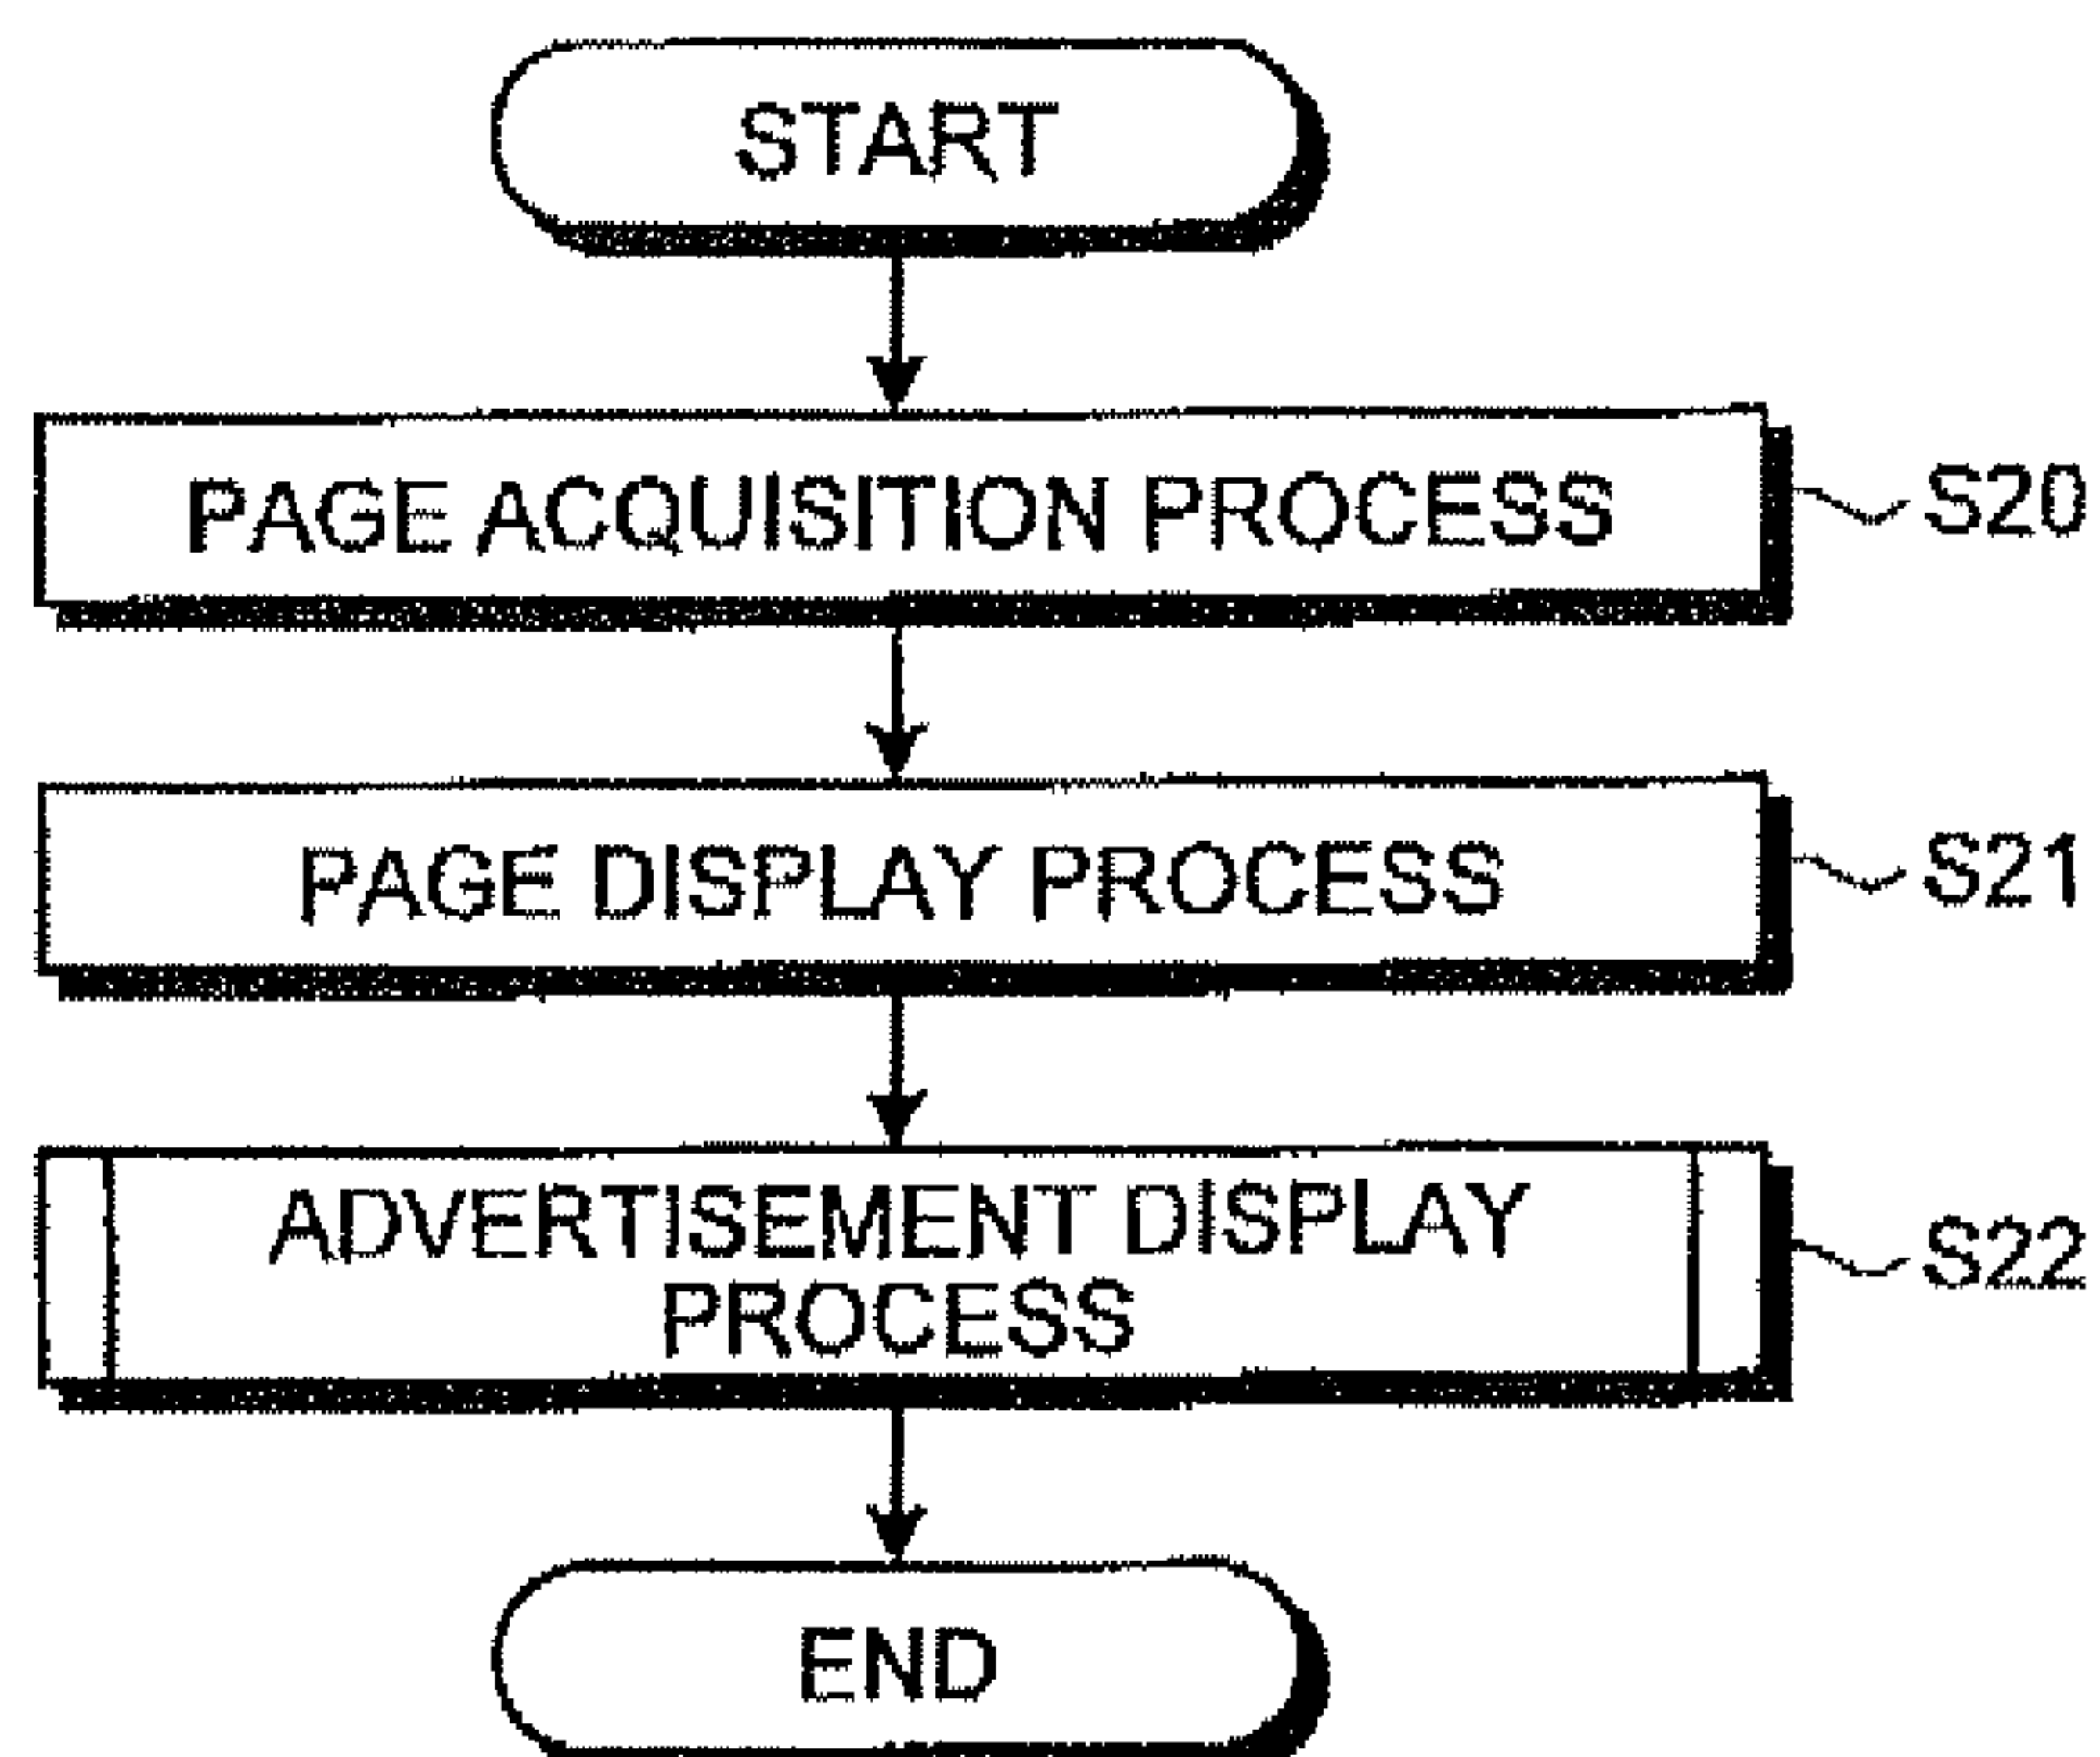 START
PAGE ACQUISITION PROCESS
S20
PAGE DISPLAY PROCESS
S21
ADVERTISEMENT DISPLAY
PROCESS
S22
END